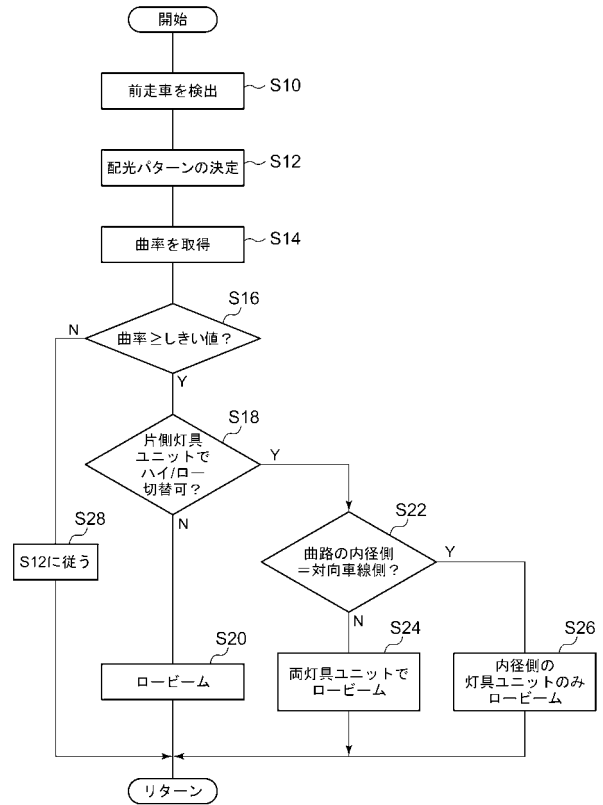 開始
前走車を検出
S10
配光パターンの決定
S12
曲率を取得
S14
S16
曲率≧しきい値？
N
Y
S18
片側灯具
ユニットで
ハイ/ロー
切替可？
Y
N
S22
曲路の内径側
＝対向車線側？
Y
N
S28
S12に従う
S20
ロービーム
S24
両灯具ユニットで
ロービーム
S26
内径側の
灯具ユニットのみ
ロービーム
リターン